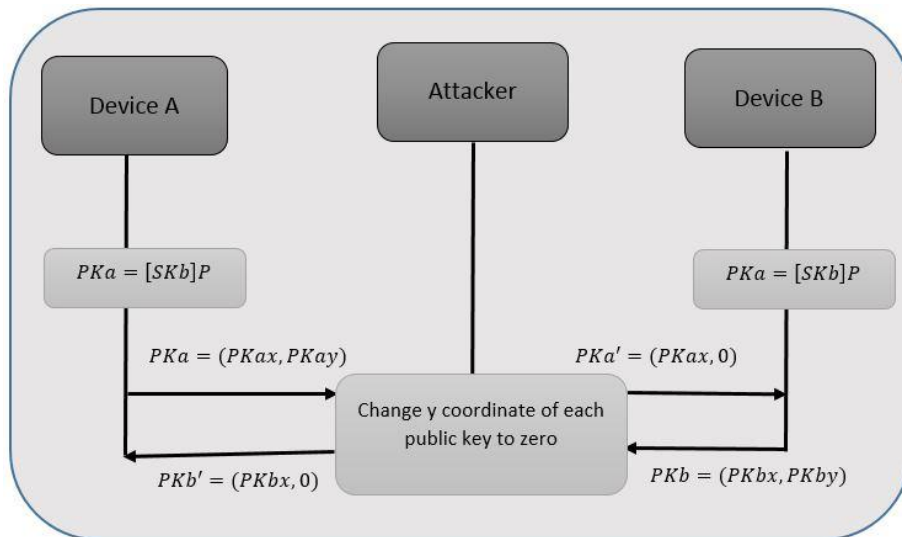 Device A
Attacker
Device B
PKa = [SKb]P
PKa = [SKb]P
PKa = (PKax, PKay)
PKa′ = (PKax, 0)
Change y coordinate of each
public key to zero
PKb′ = (PKbx, 0)
PKb = (PKbx, PKby)